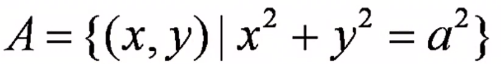 A = {(x, y) | x² + y² = a²}